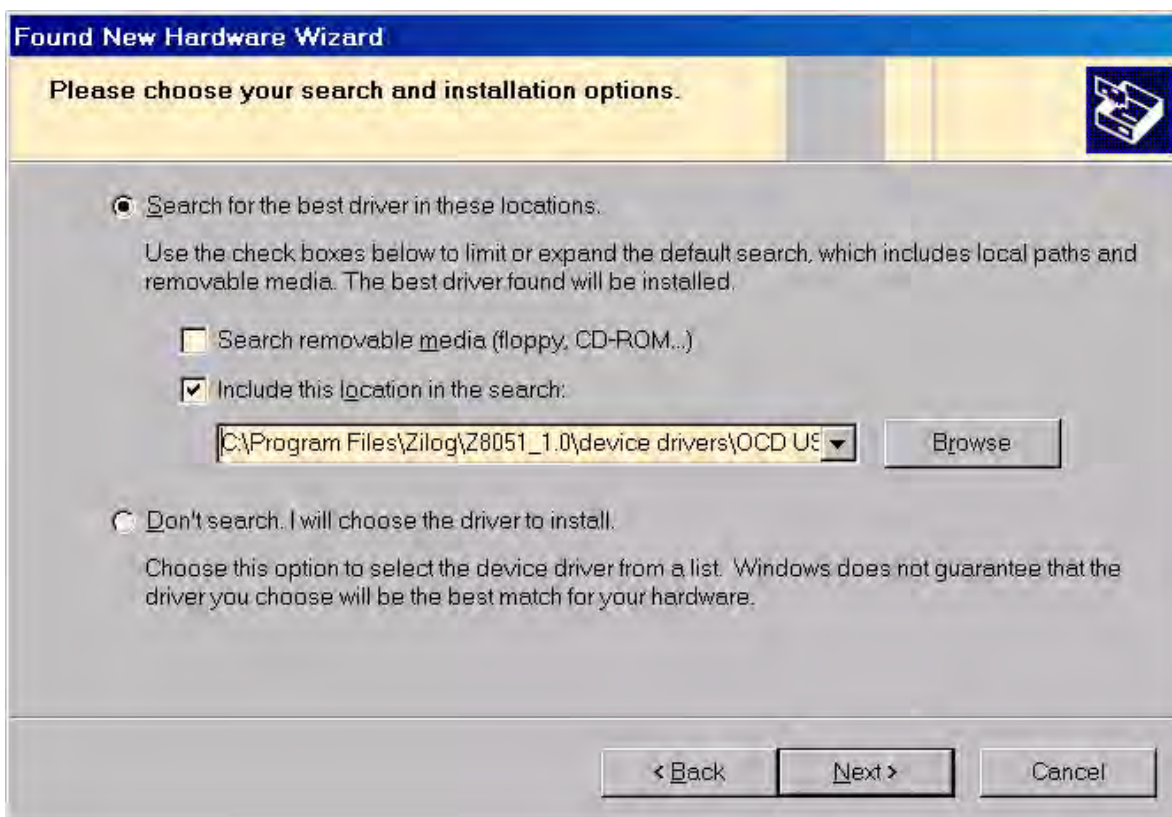 Found New Hardware Wizard
Please choose your search and installation options.
Search for the best driver in these locations.
Use the check boxes below to limit or expand the default search, which includes local paths and
removable media. The best driver found will be installed.
Search removable media (floppy, CD-ROM...)
Include this location in the search:
C:\Program Files\Zilog\Z8051_1.0\device drivers\OCD US
Browse
Don't search. I will choose the driver to install.
Choose this option to select the device driver from a list. Windows does not guarantee that the
driver you choose will be the best match for your hardware.
< Back Next > Cancel